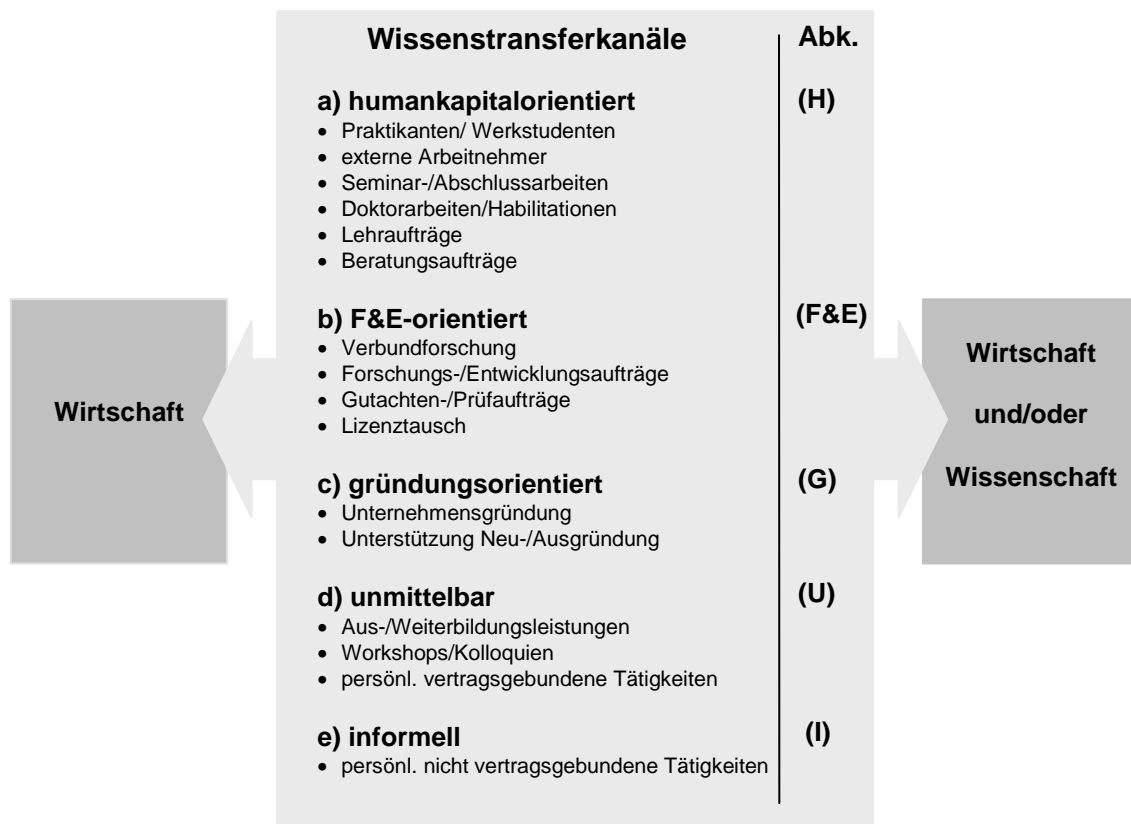 Wissenstransferkanäle Abk.
a) humankapitalorientiert (H)
• Praktikanten/ Werkstudenten
• externe Arbeitnehmer
• Seminar-/Abschlussarbeiten
• Doktorarbeiten/Habilitationen
• Lehraufträge
• Beratungsaufträge
b) F&E-orientiert (F&E)
• Verbundforschung
• Forschungs-/Entwicklungsaufträge
• Gutachten-/Prüfaufträge
• Lizenztausch
c) gründungsorientiert (G)
• Unternehmensgründung
• Unterstützung Neu-/Ausgründung
d) unmittelbar (U)
• Aus-/Weiterbildungsleistungen
• Workshops/Kolloquien
• persönl. vertragsgebundene Tätigkeiten
e) informell (I)
• persönl. nicht vertragsgebundene Tätigkeiten
Wirtschaft
Wirtschaft
und/oder
Wissenschaft